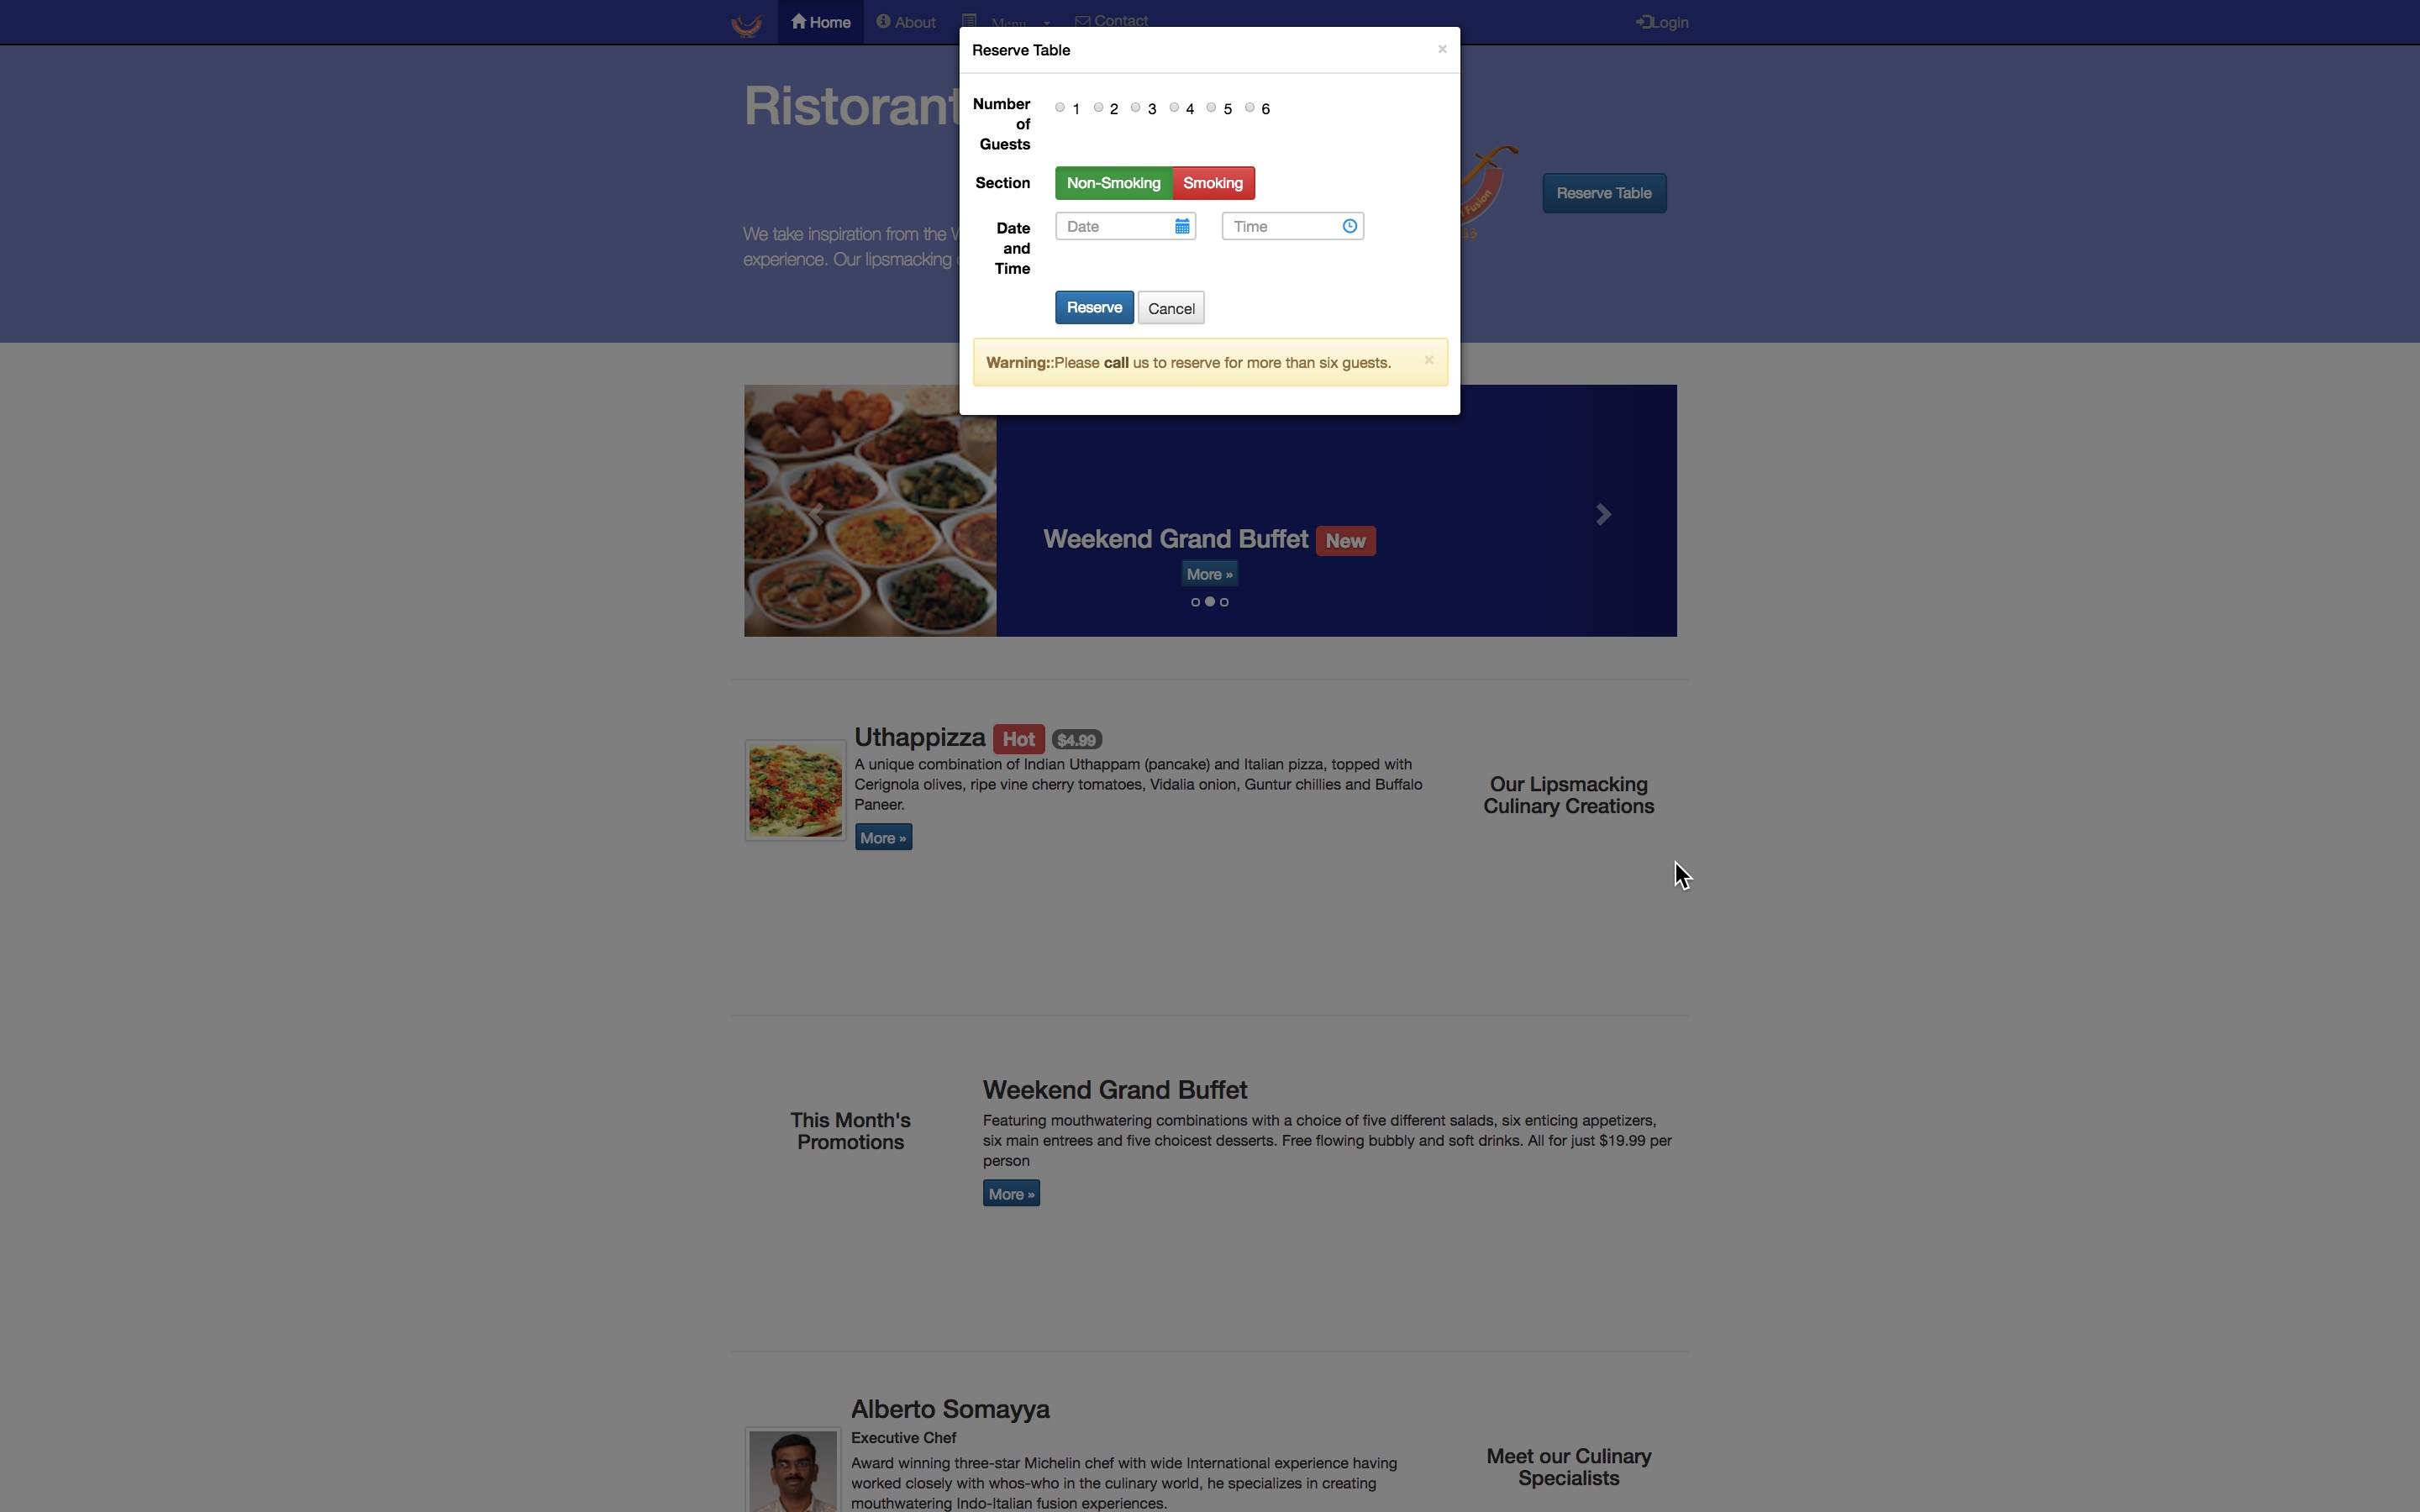 Home About Menu Contact Login
Reserve Table ×
Ristorant
Number
of
Guests
1 2 3 4 5 6
Section
Non-Smoking Smoking
Date
and
Time
Date Time
Reserve Cancel
Warning::Please call us to reserve for more than six guests. ×
Fusion
Reserve Table
We take inspiration from the
experience. Our lipsmacking
Weekend Grand Buffet New
More »
Uthappizza Hot $4.99
A unique combination of Indian Uthappam (pancake) and Italian pizza, topped with
Cerignola olives, ripe vine cherry tomatoes, Vidalia onion, Guntur chillies and Buffalo
Paneer.
More »
Our Lipsmacking
Culinary Creations
This Month's
Promotions
Weekend Grand Buffet
Featuring mouthwatering combinations with a choice of five different salads, six enticing appetizers,
six main entrees and five choicest desserts. Free flowing bubbly and soft drinks. All for just $19.99 per
person
More »
Alberto Somayya
Executive Chef
Award winning three-star Michelin chef with wide International experience having
worked closely with whos-who in the culinary world, he specializes in creating
mouthwatering Indo-Italian fusion experiences.
Meet our Culinary
Specialists